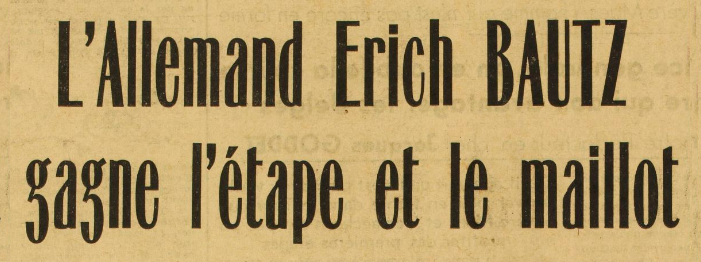 L'Allemand Erich BAUTZ
gagne l'étape et le maillot